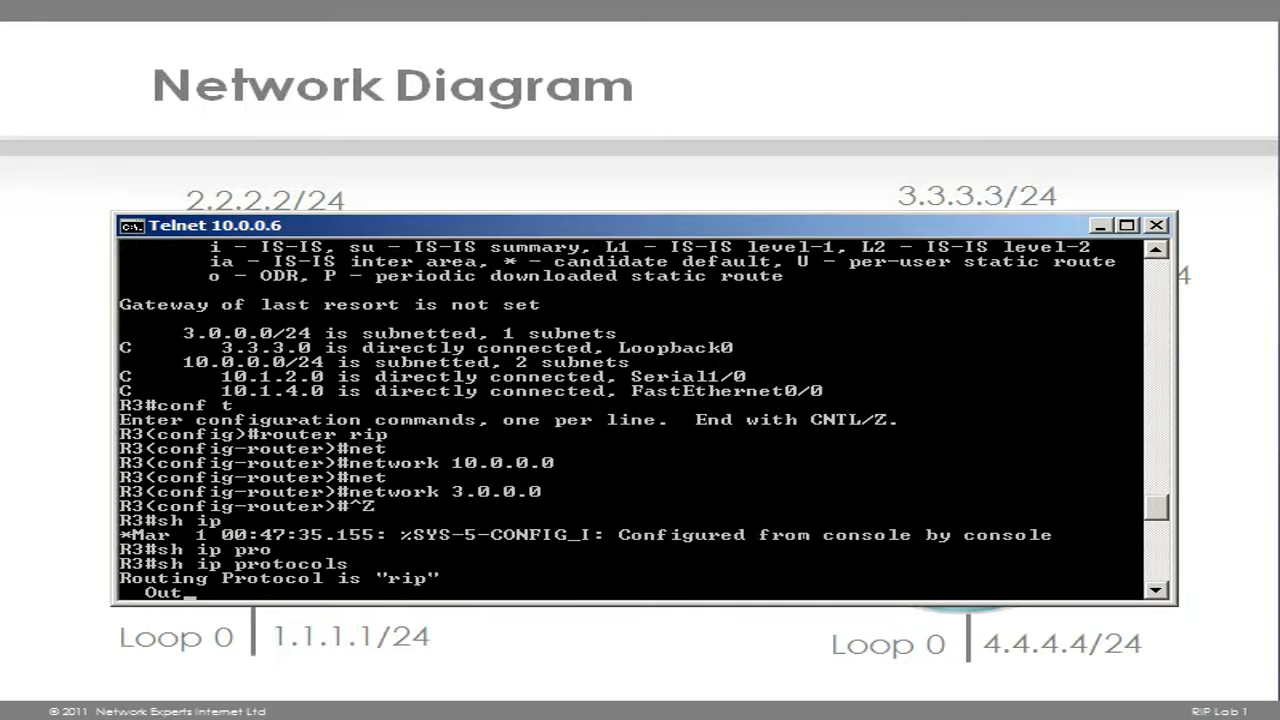 Network Diagram
2.2.2.2/24
3.3.3.3/24
4
Telnet 10.0.0.6
i - IS-IS, su - IS-IS summary, L1 - IS-IS level-1, L2 - IS-IS level-2
ia - IS-IS inter area, * - candidate default, U - per-user static route
o - ODR, P - periodic downloaded static route
Gateway of last resort is not set
3.0.0.0/24 is subnetted, 1 subnets
C 3.3.3.0 is directly connected, Loopback0
10.0.0.0/24 is subnetted, 2 subnets
C 10.1.2.0 is directly connected, Serial1/0
C 10.1.4.0 is directly connected, FastEthernet0/0
R3#conf t
Enter configuration commands, one per line. End with CNTL/Z.
R3(config)#router rip
R3(config-router)#net
R3(config-router)#network 10.0.0.0
R3(config-router)#net
R3(config-router)#network 3.0.0.0
R3(config-router)#^Z
R3#sh ip
*Mar 1 00:47:35.155: %SYS-5-CONFIG_I: Configured from console by console
R3#sh ip pro
R3#sh ip protocols
Routing Protocol is "rip"
Out_
Loop 0 1.1.1.1/24
Loop 0 4.4.4.4/24
© 2011 Network Experts Internet Ltd
RIP Lab 1